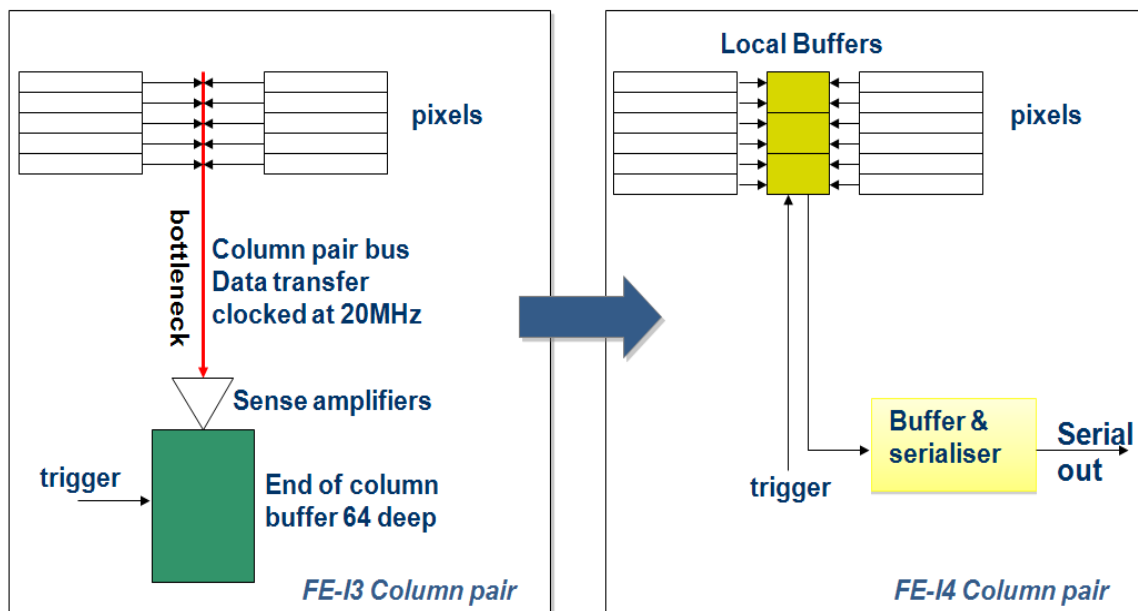 pixels
bottleneck
Column pair bus
Data transfer
clocked at 20MHz
Sense amplifiers
trigger
End of column
buffer 64 deep
FE-I3 Column pair
Local Buffers
pixels
Buffer &
serialiser
Serial
out
trigger
FE-I4 Column pair